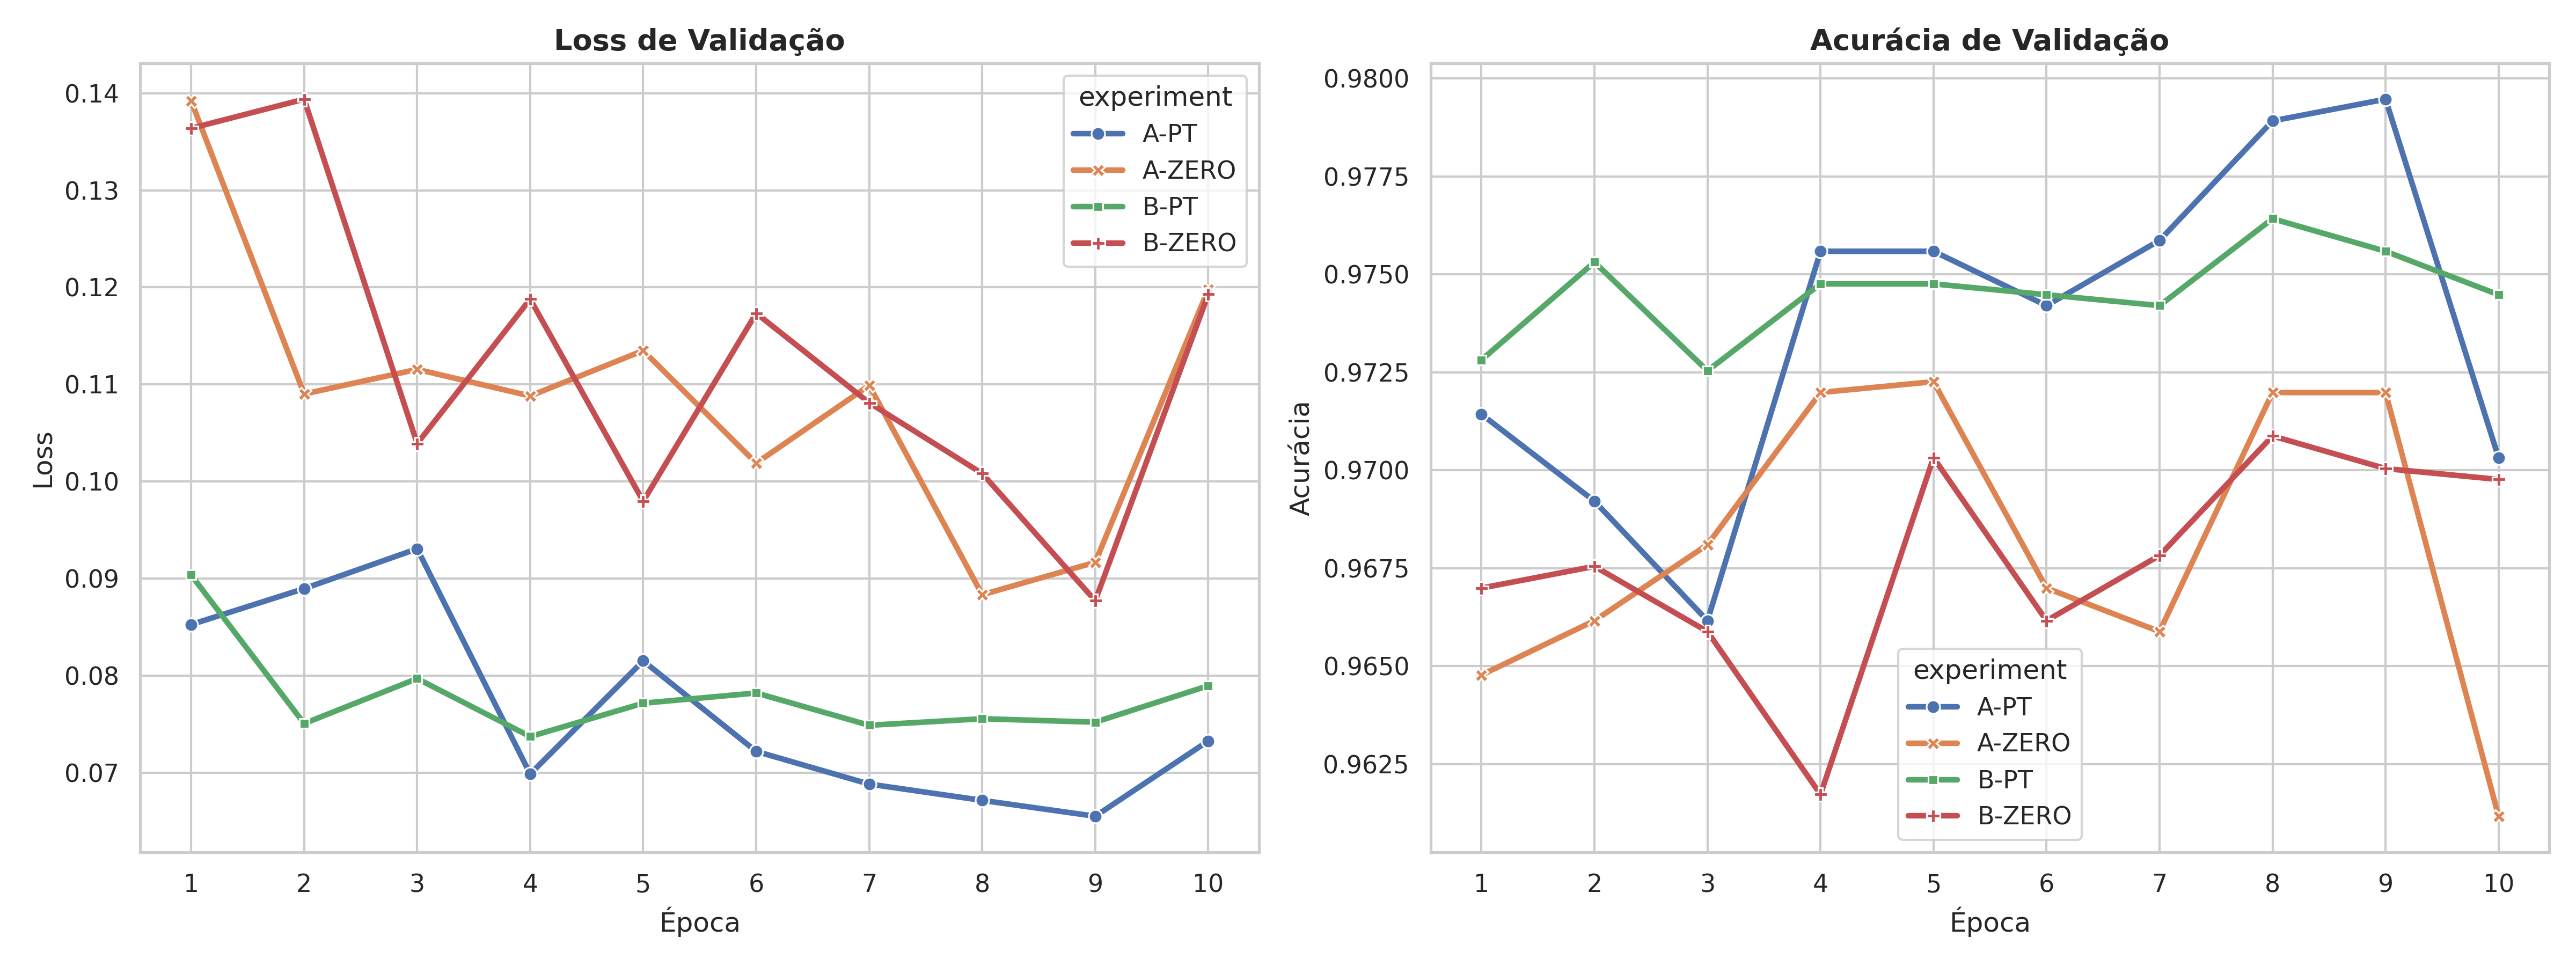 Loss de Validação
0.14
0.13
0.12
0.11
0.10
0.09
0.08
0.07
Loss
experiment
A-PT
A-ZERO
B-PT
B-ZERO
1 2 3 4 5 6 7 8 9 10
Época
Acurácia de Validação
0.9800
0.9775
0.9750
0.9725
0.9700
0.9675
0.9650
0.9625
Acurácia
experiment
A-PT
A-ZERO
B-PT
B-ZERO
1 2 3 4 5 6 7 8 9 10
Época